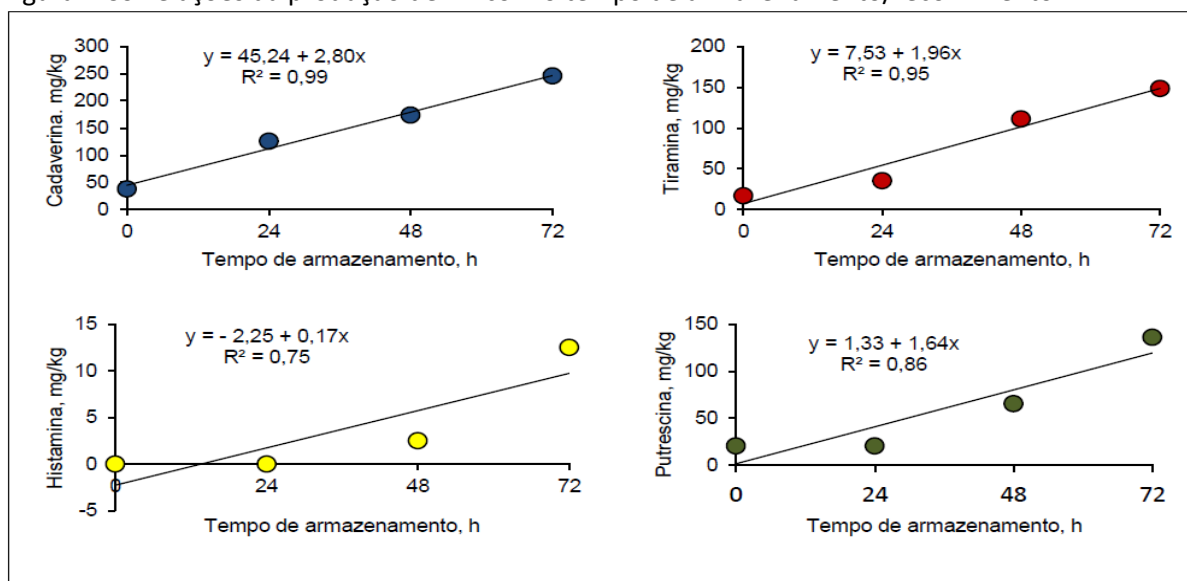 300
250
200
150
100
50
0
Cadaverina. mg/kg
y = 45,24 + 2,80x
R² = 0,99
0 24 48 72
Tempo de armazenamento, h
200
150
100
50
0
Tiramina, mg/kg
y = 7,53 + 1,96x
R² = 0,95
0 24 48 72
Tempo de armazenamento, h
15
10
5
0
-5
Histamina, mg/kg
y = - 2,25 + 0,17x
R² = 0,75
0 24 48 72
Tempo de armazenamento, h
150
100
50
0
Putrescina, mg/kg
y = 1,33 + 1,64x
R² = 0,86
0 24 48 72
Tempo de armazenamento, h